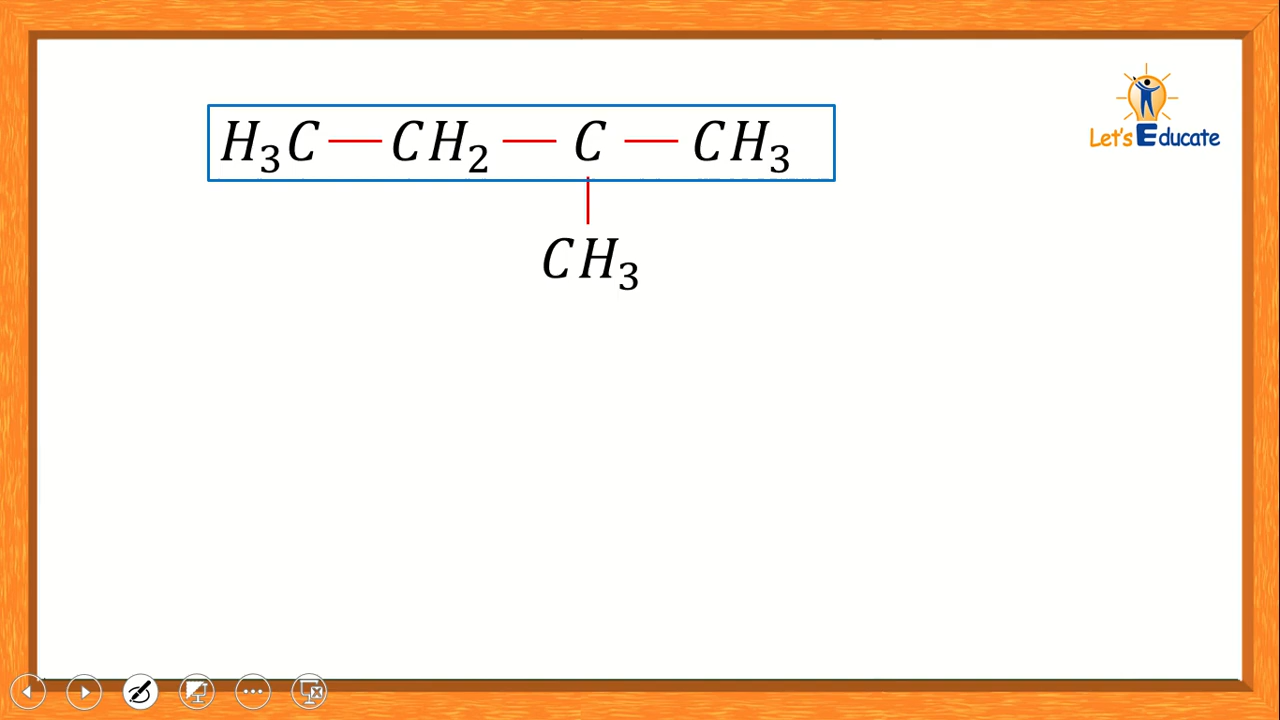 H₃C — CH₂ — C — CH₃
CH₃
Let's Educate